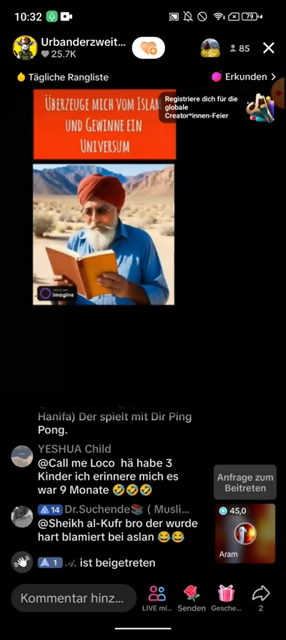 10:32
79
Urbanderzweit...
25.7K
85
Tägliche Rangliste
Erkunden >
ÜBERZEUGE MICH VOM ISLAM
UND GEWINNE EIN
UNIVERSUM
Registriere dich für die
globale
Creator*innen-Feier
imagine
Hanifa) Der spielt mit Dir Ping
Pong.
YESHUA Child
@Call me Loco hä habe 3
Kinder ich erinnere mich es
war 9 Monate 🤣🤣🤣
14 Dr.Suchende📚 ( Musli...
@Sheikh al-Kufr bro der wurde
hart blamiert bei aslan 😂😂
1 ist beigetreten
Anfrage zum
Beitreten
45,0
Aram
Kommentar hinz...
LIVE mi...
Senden
Gesche...
2